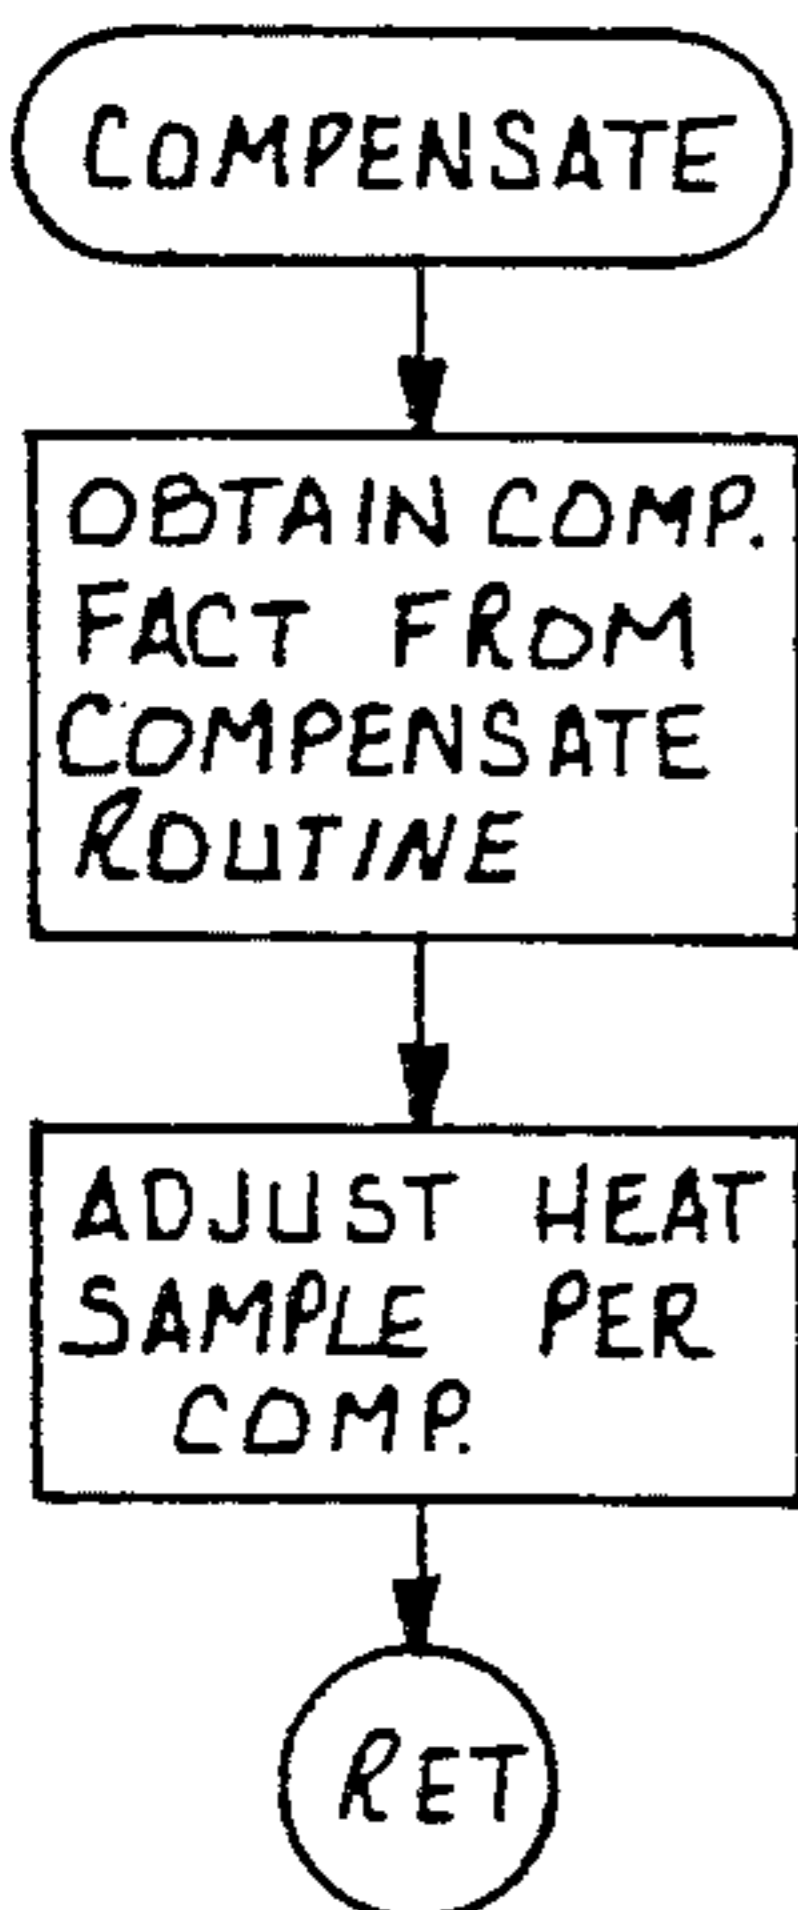 COMPENSATE
OBTAIN COMP.
FACT FROM
COMPENSATE
ROUTINE
ADJUST HEAT
SAMPLE PER
COMP.
RET